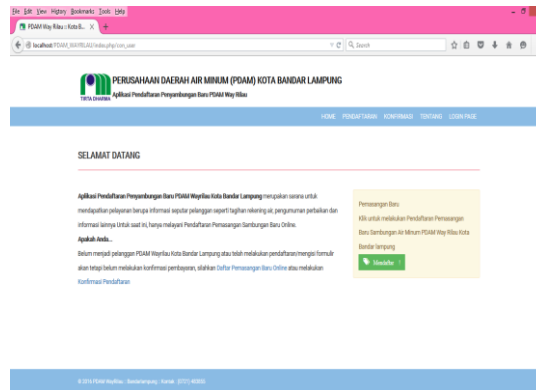 File Edit View History Bookmarks Tools Help
PDAM Way Rilau :: Kota B...
localhost/PDAM_WAYRILAU/index.php/con_user
Search
PERUSAHAAN DAERAH AIR MINUM (PDAM) KOTA BANDAR LAMPUNG
Aplikasi Pendaftaran Penyambungan Baru PDAM Way Rilau
TIRTA DHARMA
HOME PENDAFTARAN KONFIRMASI TENTANG LOGIN PAGE
SELAMAT DATANG
Aplikasi Pendaftaran Penyambungan Baru PDAM Wayrilau Kota Bandar Lampung merupakan sarana untuk
mendapatkan pelayanan berupa informasi seputar pelanggan seperti tagihan rekening air, pengumuman perbaikan dan
informasi lainnya Untuk saat ini, hanya melayani Pendaftaran Pemasangan Sambungan Baru Online.
Apakah Anda...
Belum menjadi pelanggan PDAM Wayrilau Kota Bandar Lampung atau telah melakukan pendaftaran/mengisi formulir
akan tetapi belum melakukan konfirmasi pembayaran, silahkan Daftar Pemasangan Baru Online atau melakukan
Konfirmasi Pendaftaran
Pemasangan Baru
Klik untuk melakukan Pendaftaran Pemasangan
Baru Sambungan Air Minum PDAM Way Rilau Kota
Bandar lampung
© 2016 PDAM WayRilau - Bandarlampung - Kontak : (0721) 483855